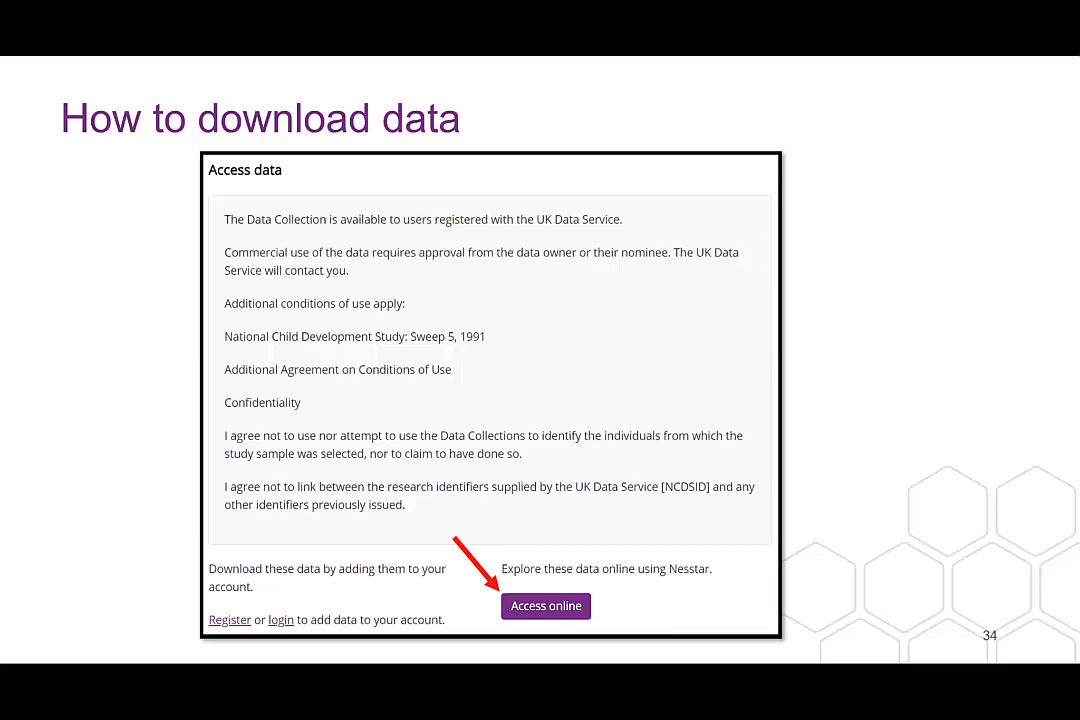 How to download data
Access data
The Data Collection is available to users registered with the UK Data Service.
Commercial use of the data requires approval from the data owner or their nominee. The UK Data
Service will contact you.
Additional conditions of use apply:
National Child Development Study: Sweep 5, 1991
Additional Agreement on Conditions of Use
Confidentiality
I agree not to use nor attempt to use the Data Collections to identify the individuals from which the
study sample was selected, nor to claim to have done so.
I agree not to link between the research identifiers supplied by the UK Data Service [NCDSID] and any
other identifiers previously issued.
Download these data by adding them to your
account.
Register or login to add data to your account.
Explore these data online using Nesstar.
Access online
34